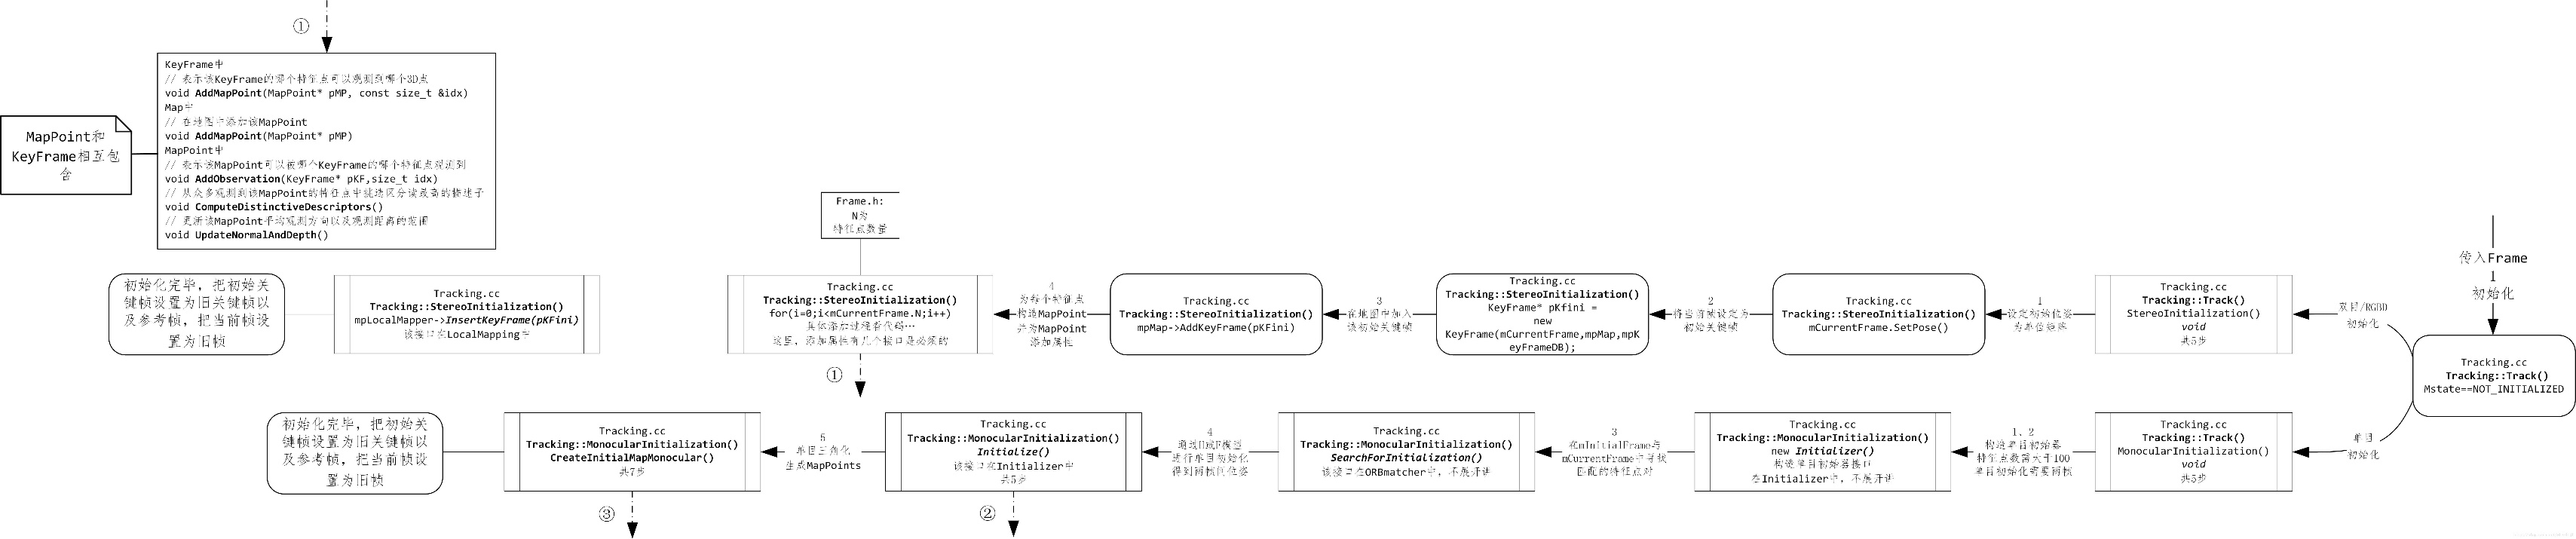 ①
KeyFrame中
// 表示该KeyFrame的哪个特征点可以观测到哪个3D点
void AddMapPoint(MapPoint* pMP, const size_t &idx)
Map中
// 在地图中添加该MapPoint
void AddMapPoint(MapPoint* pMP)
MapPoint中
// 表示该MapPoint可以被哪个KeyFrame的哪个特征点观测到
void AddObservation(KeyFrame* pKF,size_t idx)
// 从众多观测到该MapPoint的特征点中挑选区分读最高的描述子
void ComputeDistinctiveDescriptors()
// 更新该MapPoint平均观测方向以及观测距离的范围
void UpdateNormalAndDepth()
MapPoint和
KeyFrame相互包
含
Frame.h:
N为
特征点数量
传入Frame
1
初始化
Tracking.cc
Tracking::Track()
Mstate==NOT_INITIALIZED
双目/RGBD
初始化
Tracking.cc
Tracking::Track()
StereoInitialization()
void
共5步
1
设定初始位姿
为单位矩阵
Tracking.cc
Tracking::StereoInitialization()
mCurrentFrame.SetPose()
2
将当前帧设定为
初始关键帧
Tracking.cc
Tracking::StereoInitialization()
KeyFrame* pKfini =
new
KeyFrame(mCurrentFrame,mpMap,mpK
eyFrameDB);
3
在地图中加入
该初始关键帧
Tracking.cc
Tracking::StereoInitialization()
mpMap->AddKeyFrame(pKFini)
4
为每个特征点
构造MapPoint
并为MapPoint
添加属性
Tracking.cc
Tracking::StereoInitialization()
for(i=0;i<mCurrentFrame.N;i++)
具体添加过程看代码…
这里，添加属性有几个接口是必须的
①
Tracking.cc
Tracking::StereoInitialization()
mpLocalMapper->InsertKeyFrame(pKFini)
该接口在LocalMapping中
初始化完毕，把初始关
键帧设置为旧关键帧以
及参考帧，把当前帧设
置为旧帧
单目
初始化
Tracking.cc
Tracking::Track()
MonocularInitialization()
void
共5步
1、2
构造单目初始器
特征点数需大于100
单目初始化需要两帧
Tracking.cc
Tracking::MonocularInitialization()
new Initializer()
构造单目初始器接口
在Initializer中，不展开讲
3
在mInitialFrame与
mCurrentFrame中寻找
匹配的特征点对
Tracking.cc
Tracking::MonocularInitialization()
SearchForInitialization()
该接口在ORBmatcher中，不展开讲
4
通过H或F模型
进行单目初始化
得到两帧间位姿
Tracking.cc
Tracking::MonocularInitialization()
Initialize()
该接口在Initializer中
共5步
②
5
单目三角化
生成MapPoints
Tracking.cc
Tracking::MonocularInitialization()
CreateInitialMapMonocular()
共7步
③
初始化完毕，把初始关
键帧设置为旧关键帧以
及参考帧，把当前帧设
置为旧帧